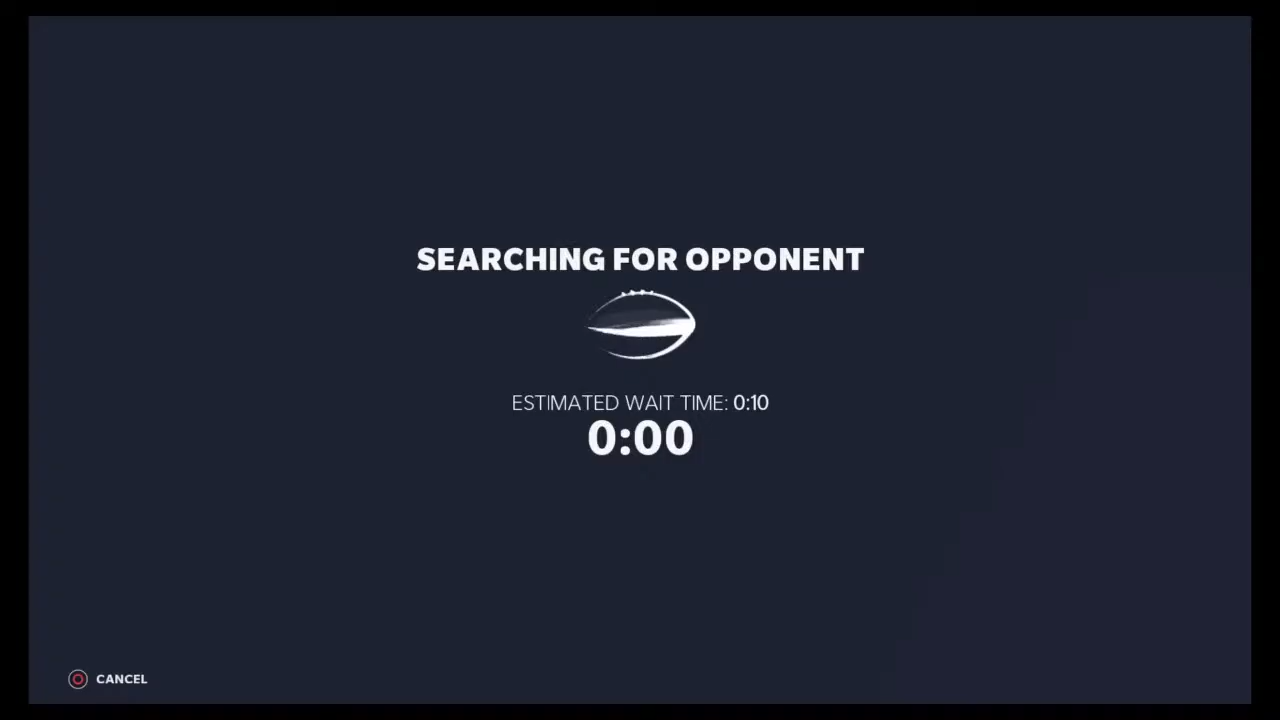 SEARCHING FOR OPPONENT
ESTIMATED WAIT TIME: 0:10
0:00
CANCEL